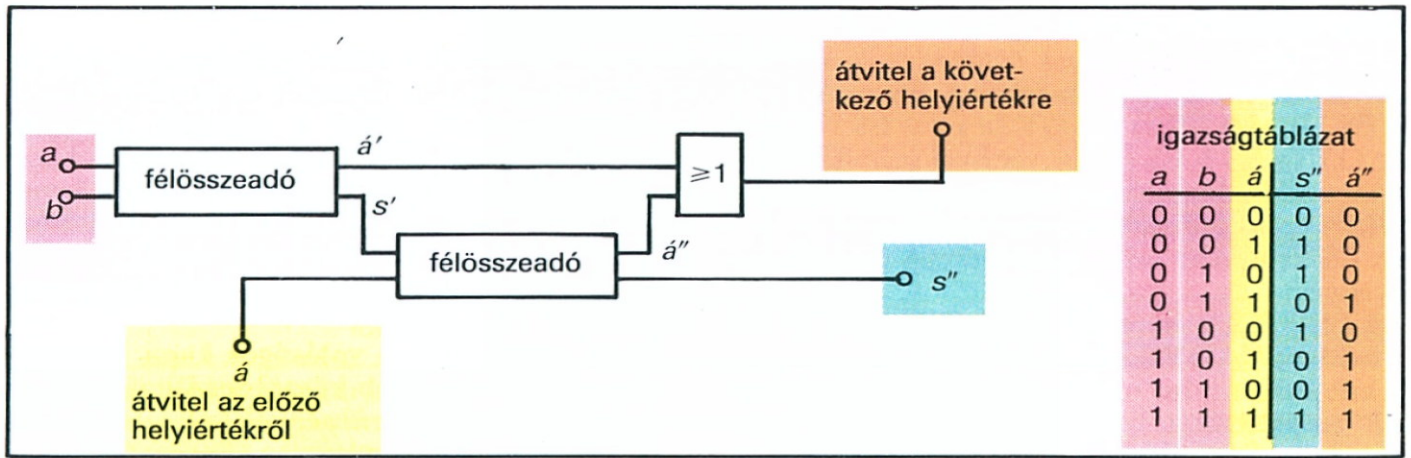 átvitel a követ-
kező helyiértékre
a
b
félösszeadó
á′
s′
≥1
félösszeadó
á″
s″
á
átvitel az előző
helyiértékről
igazságtáblázat
a b á s″ á″
0 0 0 0 0
0 0 1 1 0
0 1 0 1 0
0 1 1 0 1
1 0 0 1 0
1 0 1 0 1
1 1 0 0 1
1 1 1 1 1